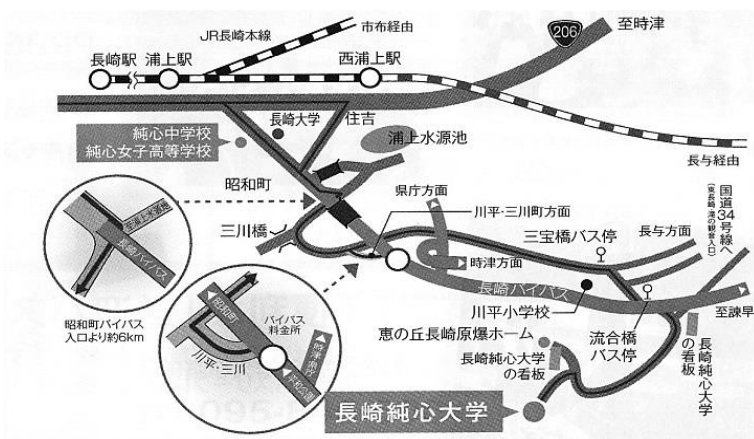 206
至時津
JR長崎本線
市布経由
長崎駅
浦上駅
西浦上駅
長崎大学
住吉
純心中学校
純心女子高等学校
浦上水源池
長与経由
昭和町
県庁方面
川平・三川町方面
三川橋
三宝橋バス停
長与方面
国道34号線へ
時津方面
至浦上水源地
長崎バイパス
長崎バイパス
川平小学校
至諫早
昭和町バイパス
入口より約6km
昭和町
バイパス
料金所
川平・三川
恵の丘長崎原爆ホーム
流合橋
バス停
長崎純心大学
の看板
長崎純心大学
の看板
長崎純心大学